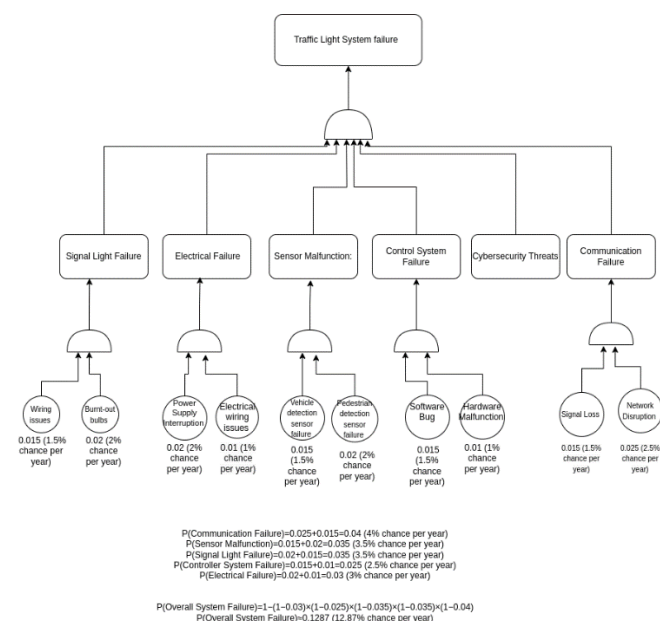 Traffic Light System failure
Signal Light Failure
Electrical Failure
Sensor Malfunction:
Control System
Failure
Cybersecurity Threats
Communication
Failure
Wiring
issues
Burnt-out
bulbs
Power
Supply
Interruption
Electrical
wiring
issues
Vehicle
detection
sensor
failure
Pedestrian
detection
sensor
failure
Software
Bug
Hardware
Malfunction
Signal Loss
Network
Disruption
0.015 (1.5%
chance per
year)
0.02 (2%
chance
per year)
0.02 (2%
chance
per year)
0.01 (1%
chance
per year)
0.015
(1.5%
chance
per year)
0.02 (2%
chance
per year)
0.015
(1.5%
chance
per year)
0.01 (1%
chance
per year)
0.015 (1.5%
chance per
year)
0.025 (2.5%
chance per
year)
P(Communication Failure)=0.025+0.015=0.04 (4% chance per year)
P(Sensor Malfunction)=0.015+0.02=0.035 (3.5% chance per year)
P(Signal Light Failure)=0.02+0.015=0.035 (3.5% chance per year)
P(Controller System Failure)=0.015+0.01=0.025 (2.5% chance per year)
P(Electrical Failure)=0.02+0.01=0.03 (3% chance per year)
P(Overall System Failure)=1−(1−0.03)×(1−0.025)×(1−0.035)×(1−0.035)×(1−0.04)
P(Overall System Failure)≈0.1287 (12.87% chance per year)